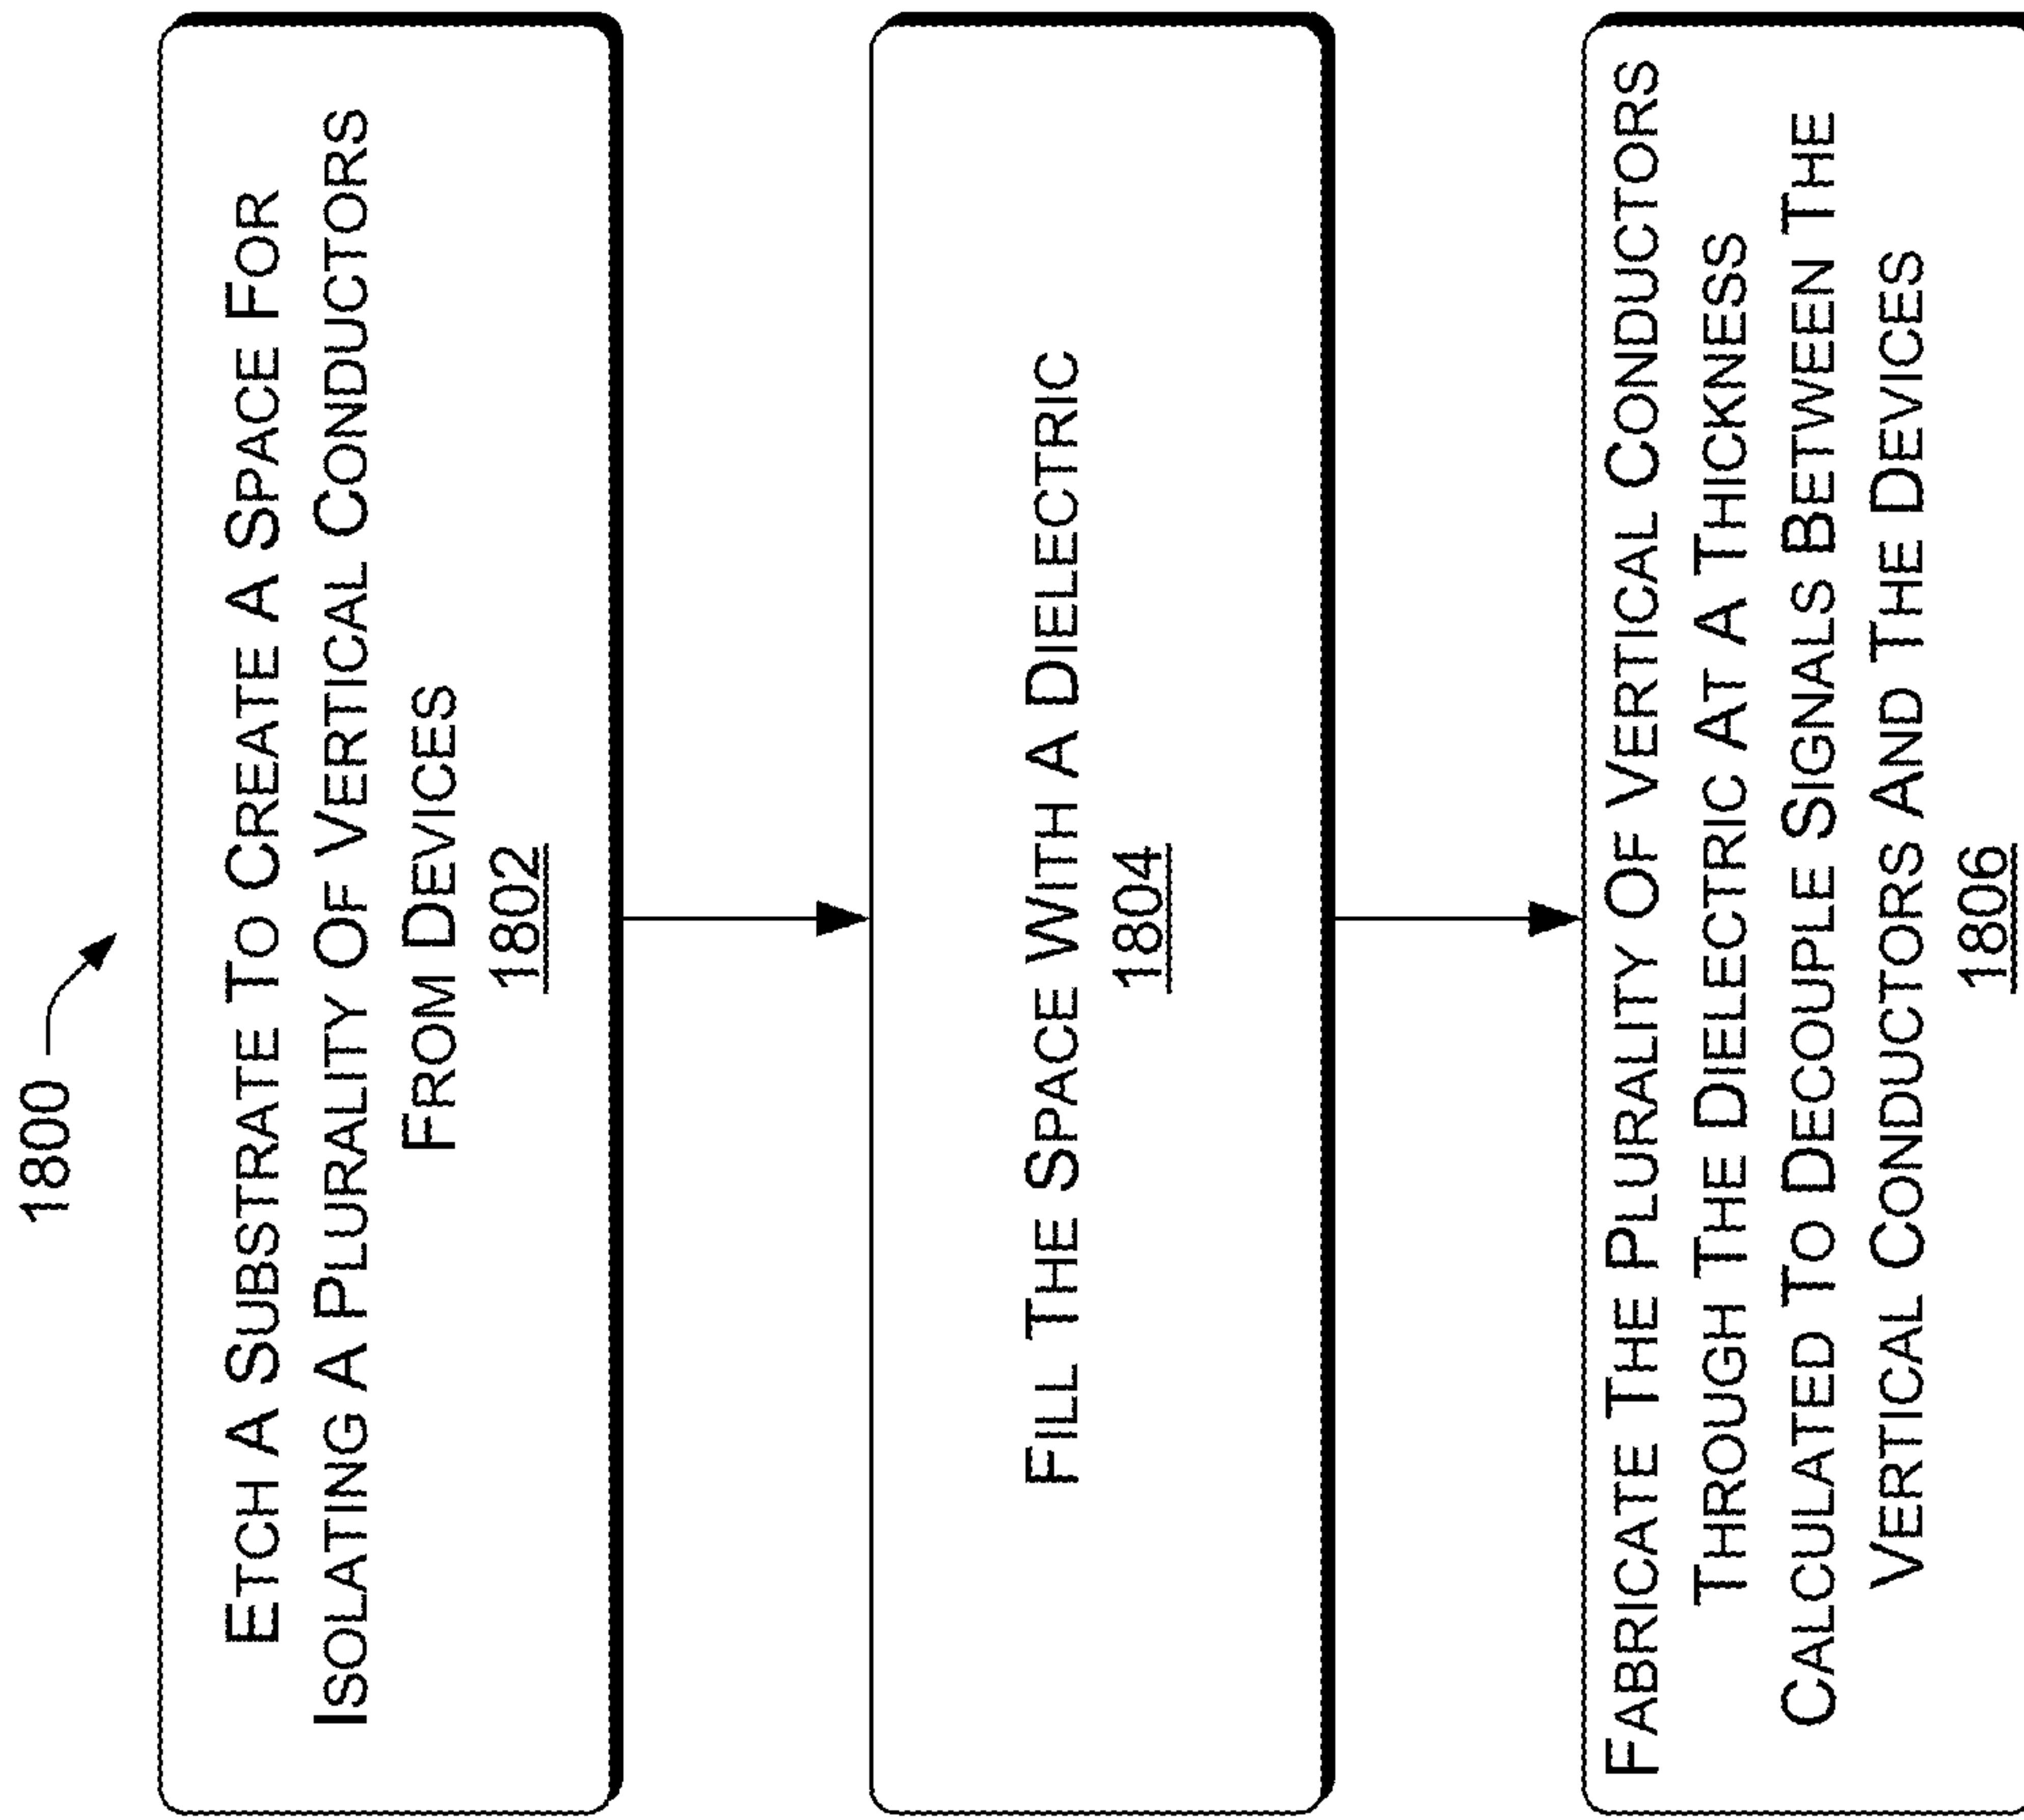 1800
Etch A Substrate To Create A Space For
Isolating A Plurality Of Vertical Conductors
From Devices
1802
Fill The Space With A Dielectric
1804
Fabricate The Plurality Of Vertical Conductors
Through The Dielectric At A Thickness
Calculated To Decouple Signals Between The
Vertical Conductors And The Devices
1806